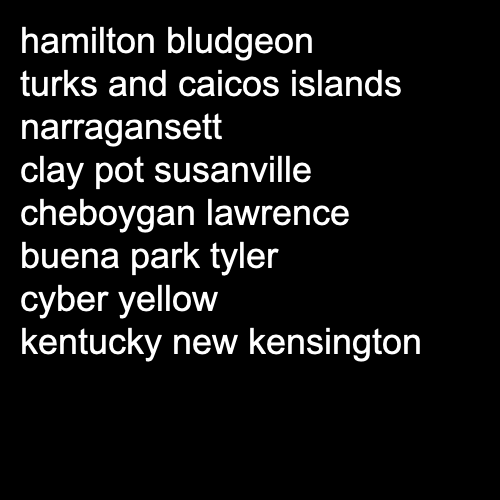 hamilton bludgeon
turks and caicos islands
narragansett
clay pot susanville
cheboygan lawrence
buena park tyler
cyber yellow
kentucky new kensington